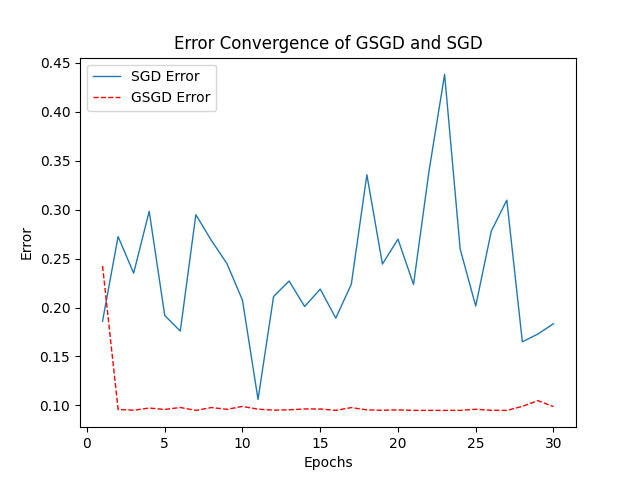 Error Convergence of GSGD and SGD
SGD Error
GSGD Error
Error
0.45
0.40
0.35
0.30
0.25
0.20
0.15
0.10
0 5 10 15 20 25 30
Epochs